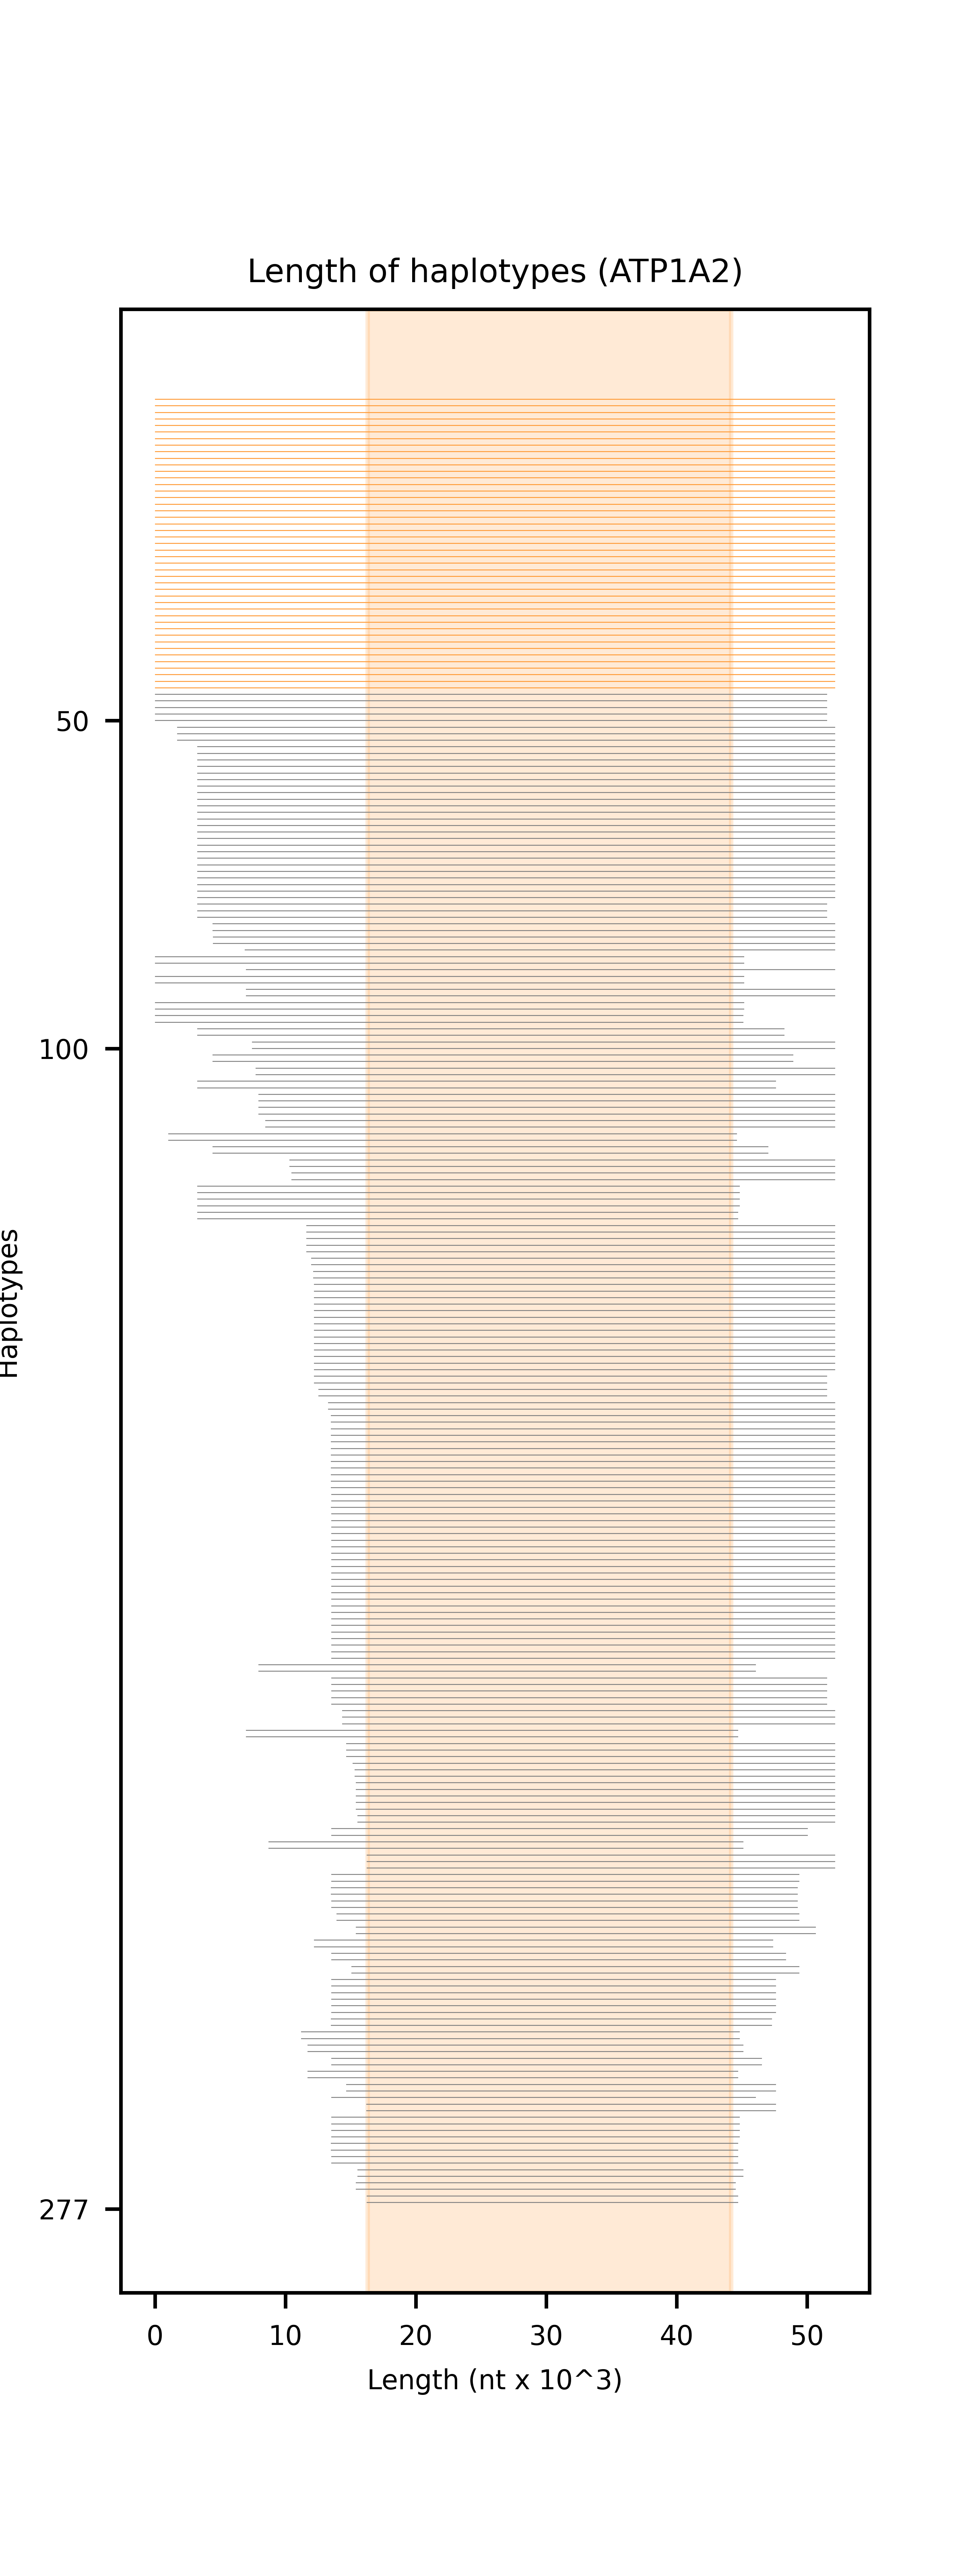 Length of haplotypes (ATP1A2)
50
100
Haplotypes
277
0 10 20 30 40 50
Length (nt x 10^3)